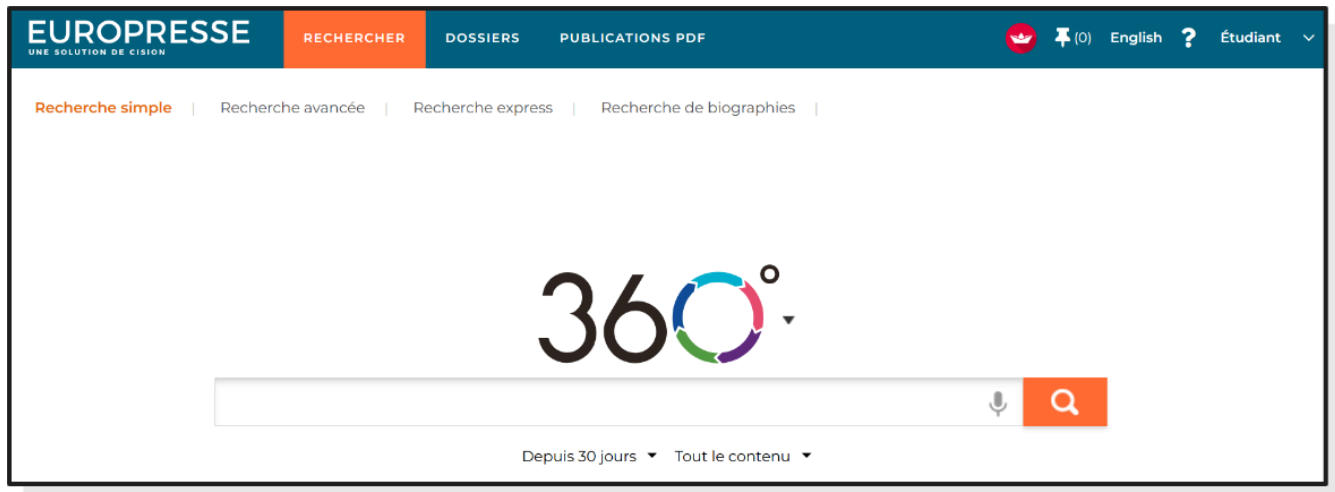 EUROPRESSE
UNE SOLUTION DE CISION
RECHERCHER DOSSIERS PUBLICATIONS PDF (0) English ? Étudiant
Recherche simple | Recherche avancée | Recherche express | Recherche de biographies |
360°
Depuis 30 jours Tout le contenu